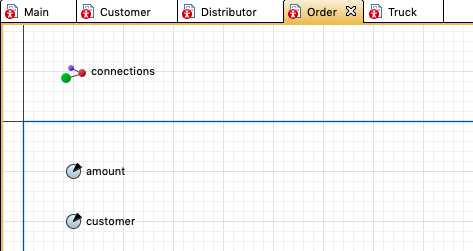 Main Customer Distributor Order Truck
connections
amount
customer